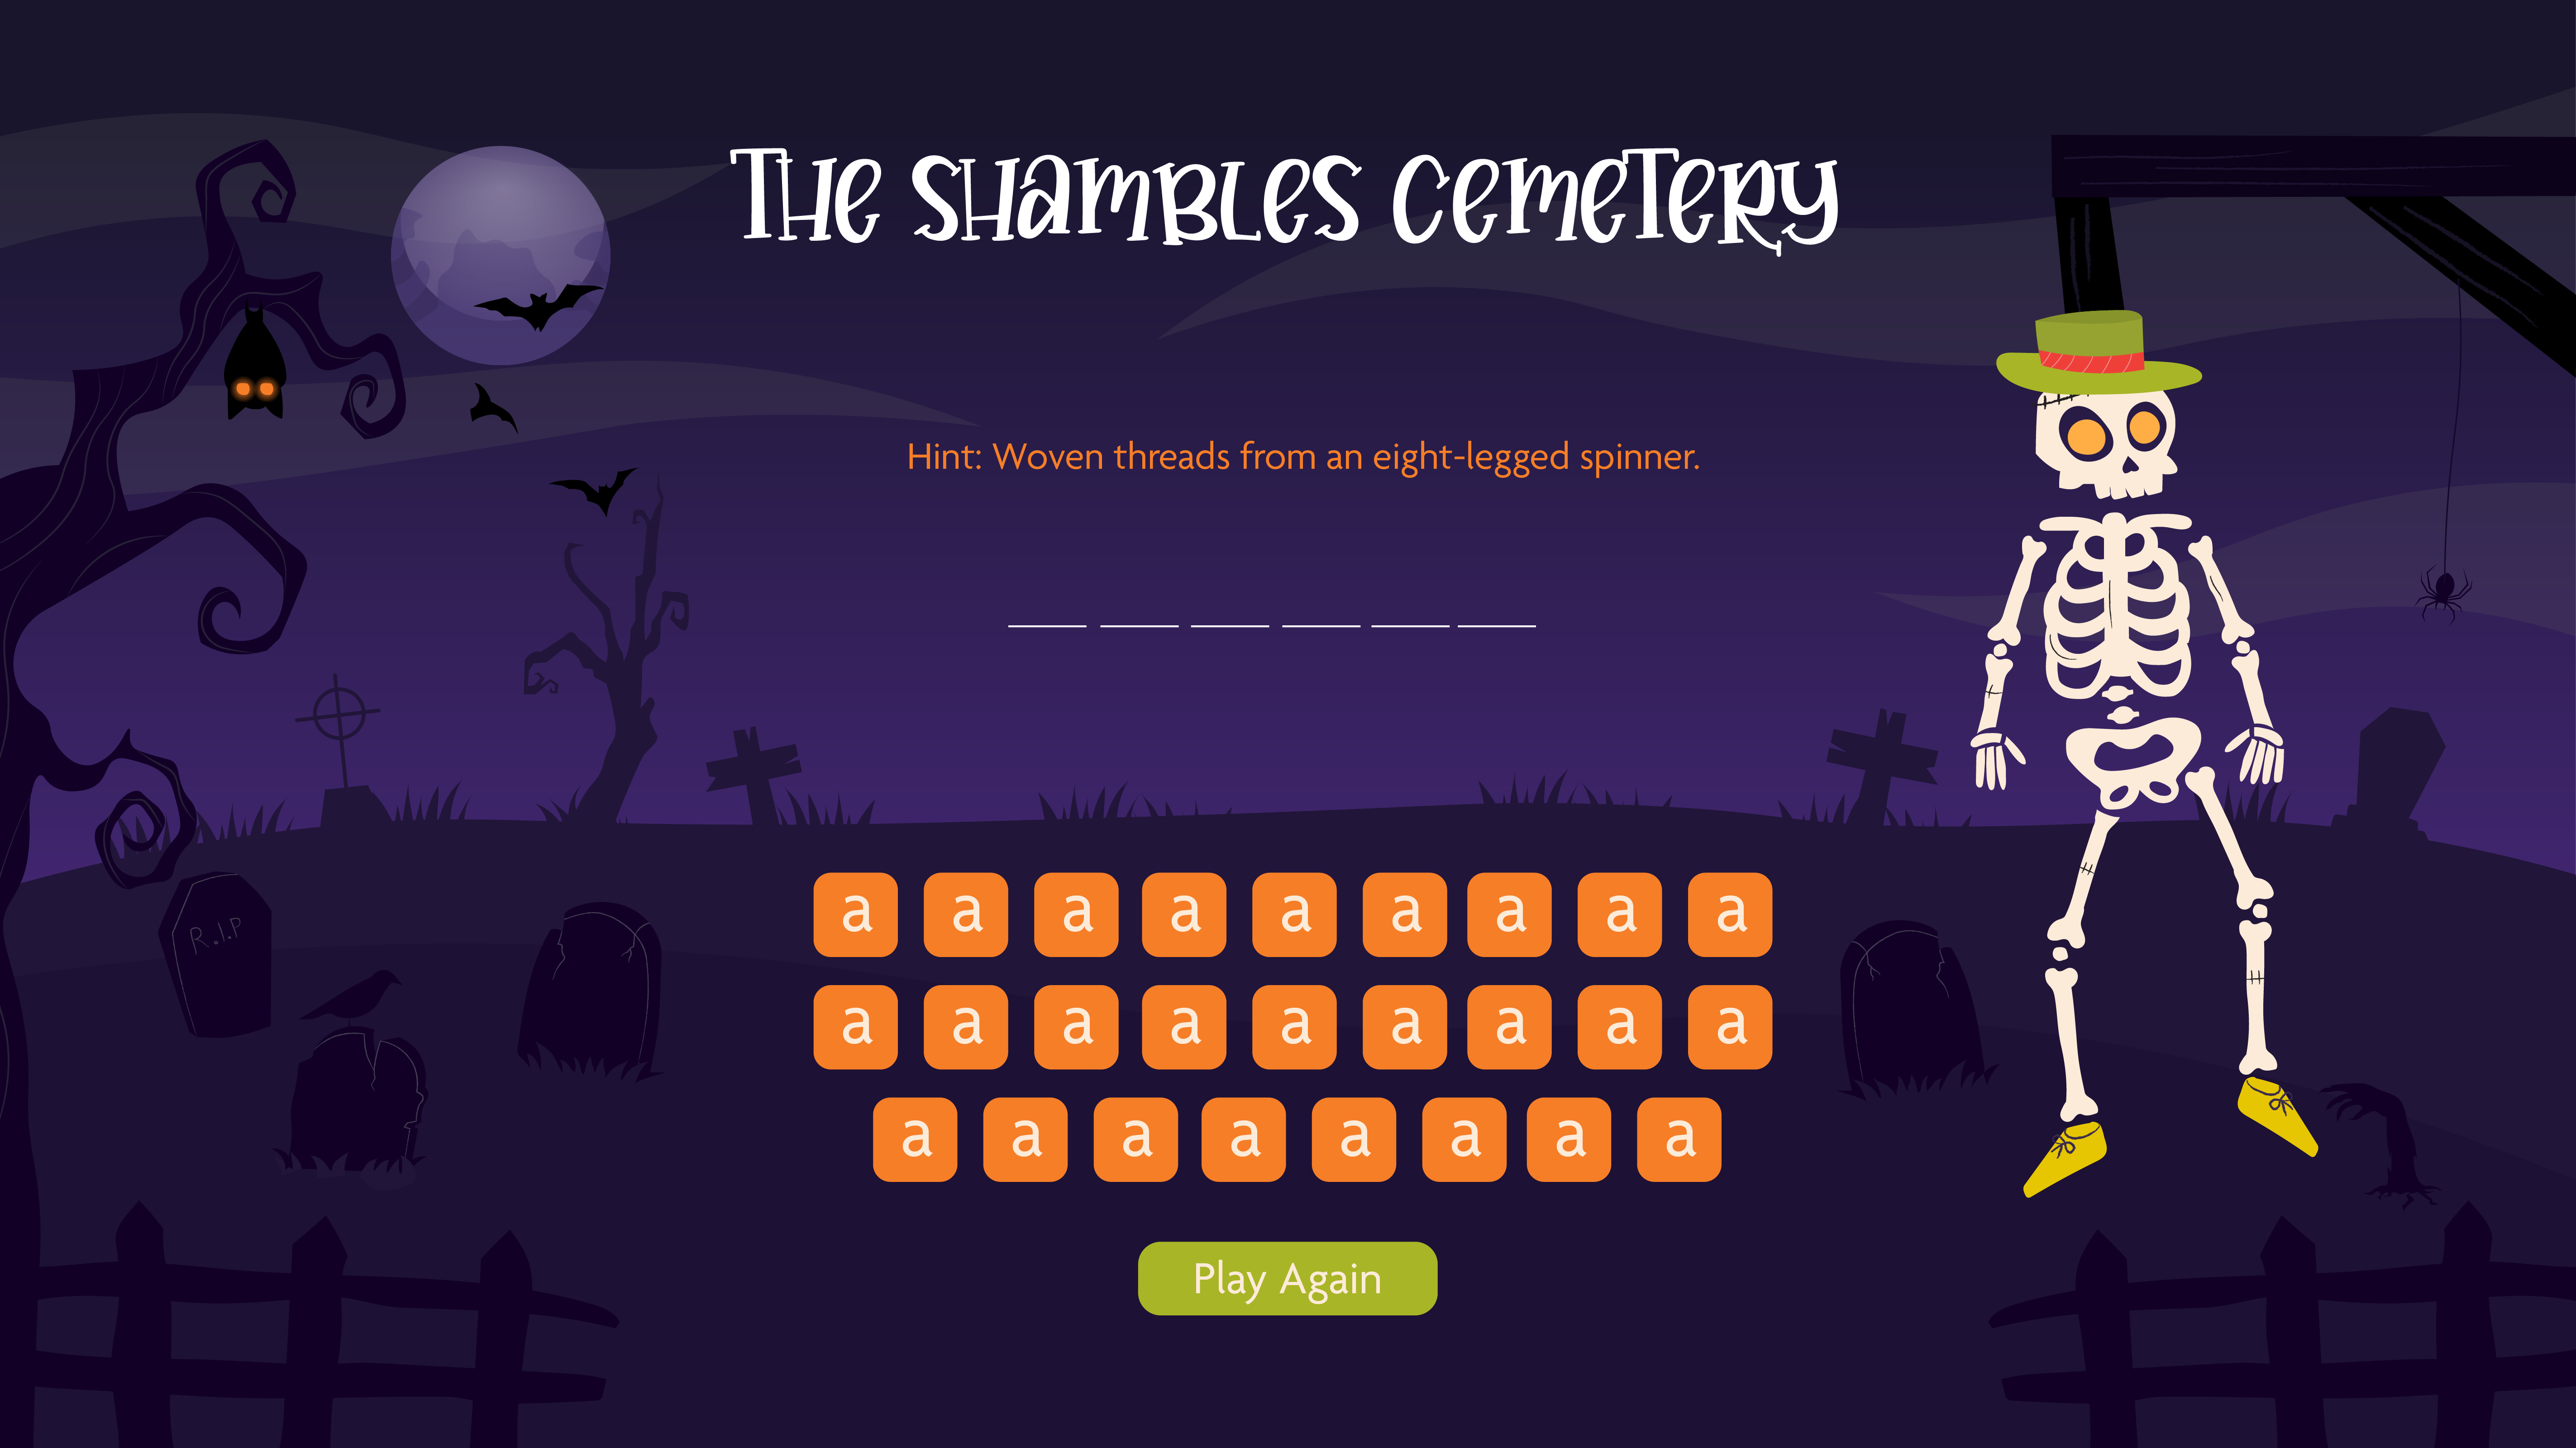 The Shambles Cemetery
Hint: Woven threads from an eight-legged spinner.
R.I.P
a a a a a a a a a
a a a a a a a a a
a a a a a a a a
Play Again